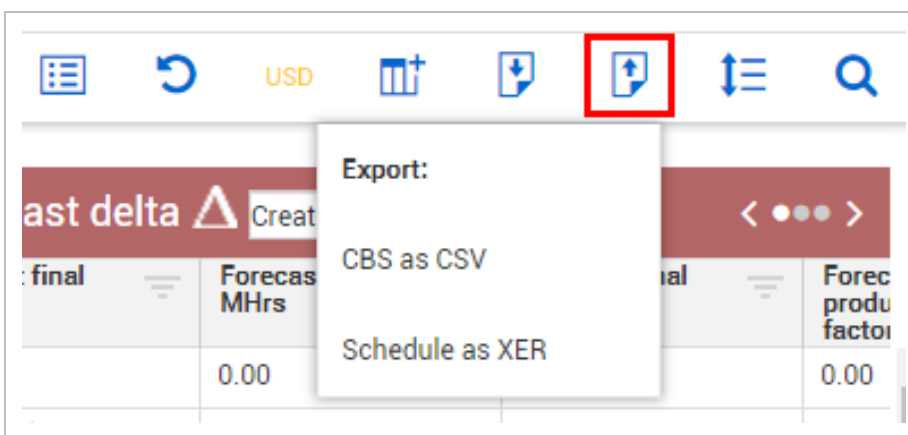 USD
Export:
CBS as CSV
Schedule as XER
ast delta
Creat
final
Forecas
MHrs
al
Forec
produ
factor
0.00
0.00